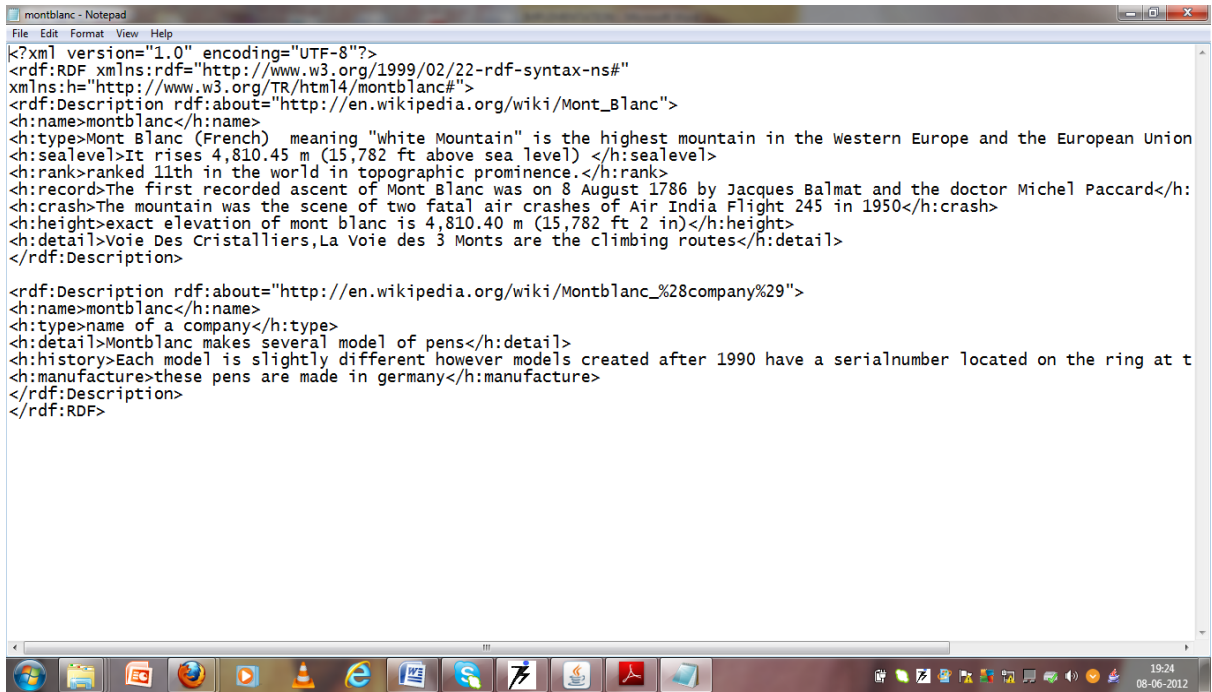 montblanc - Notepad
File Edit Format View Help
<?xml version="1.0" encoding="UTF-8"?>
<rdf:RDF xmlns:rdf="http://www.w3.org/1999/02/22-rdf-syntax-ns#"
xmlns:h="http://www.w3.org/TR/html4/montblanc#">
<rdf:Description rdf:about="http://en.wikipedia.org/wiki/Mont_Blanc">
<h:name>montblanc</h:name>
<h:type>Mont Blanc (French)  meaning "White Mountain" is the highest mountain in the Western Europe and the European Union
<h:sealevel>It rises 4,810.45 m (15,782 ft above sea level) </h:sealevel>
<h:rank>ranked 11th in the world in topographic prominence.</h:rank>
<h:record>The first recorded ascent of Mont Blanc was on 8 August 1786 by Jacques Balmat and the doctor Michel Paccard</h:
<h:crash>The mountain was the scene of two fatal air crashes of Air India Flight 245 in 1950</h:crash>
<h:height>exact elevation of mont blanc is 4,810.40 m (15,782 ft 2 in)</h:height>
<h:detail>Voie Des Cristalliers,La Voie des 3 Monts are the climbing routes</h:detail>
</rdf:Description>
<rdf:Description rdf:about="http://en.wikipedia.org/wiki/Montblanc_%28company%29">
<h:name>montblanc</h:name>
<h:type>name of a company</h:type>
<h:detail>Montblanc makes several model of pens</h:detail>
<h:history>Each model is slightly different however models created after 1990 have a serialnumber located on the ring at t
<h:manufacture>these pens are made in germany</h:manufacture>
</rdf:Description>
</rdf:RDF>
19:24
08-06-2012